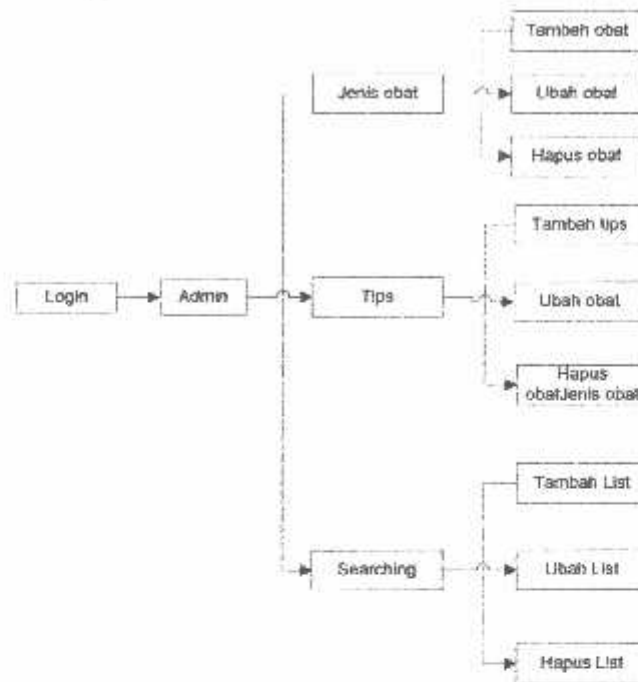 Tambah obat
Jenis obat
Ubah obat
Hapus obat
Tambah tips
Login
Admin
Tips
Ubah obat
Hapus
obatJenis obat
Tambah List
Searching
Ubah List
Hapus List